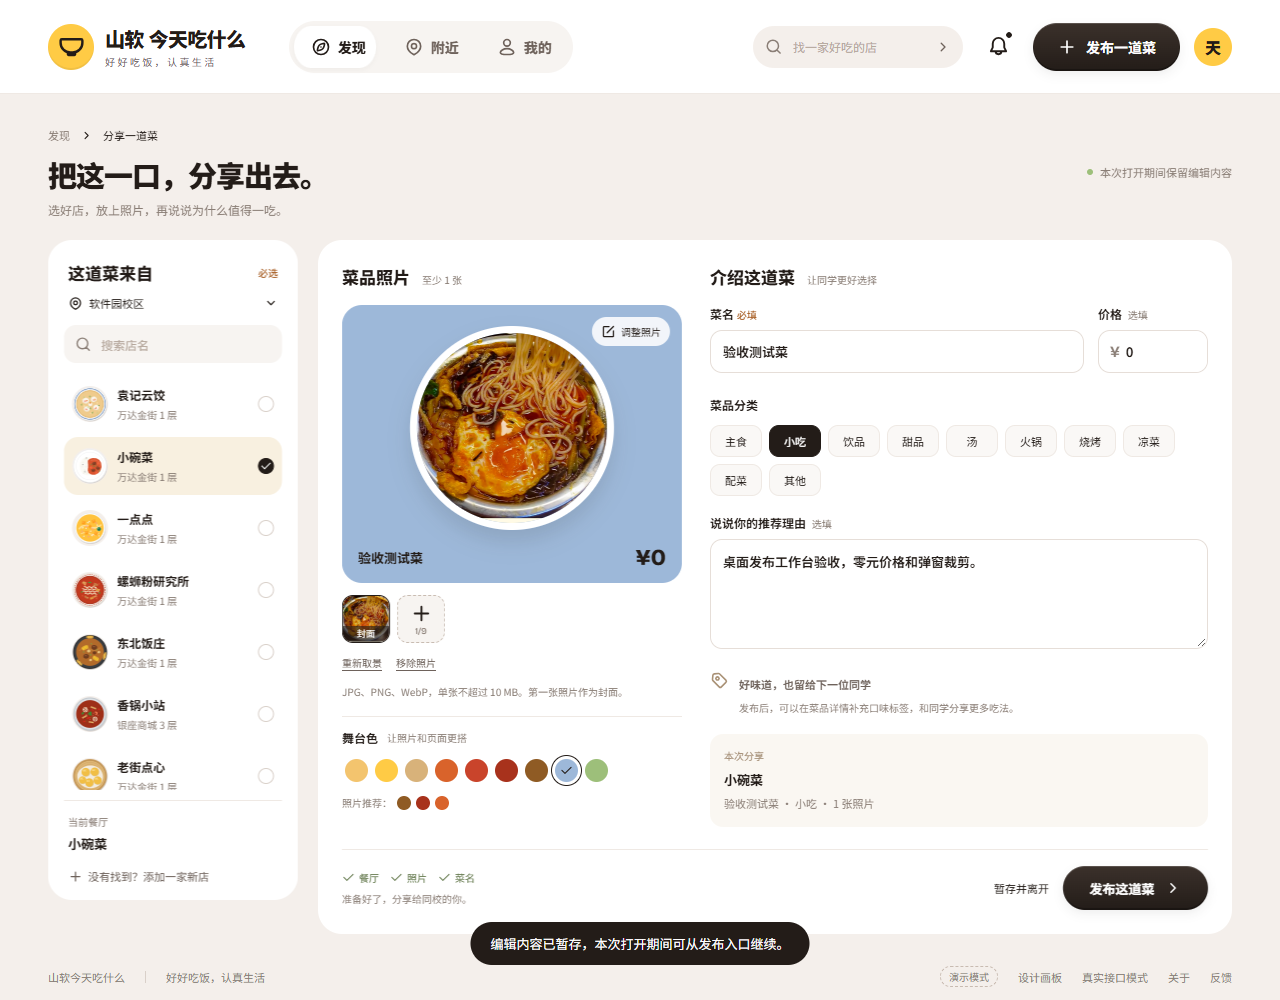 山软 今天吃什么
好好吃饭，认真生活
发现
附近
我的
找一家好吃的店
发布一道菜
天
发现 > 分享一道菜
把这一口，分享出去。
本次打开期间保留编辑内容
选好店，放上照片，再说说为什么值得一吃。
这道菜来自
必选
软件园校区
搜索店名
袁记云饺
万达金街 1 层
小碗菜
万达金街 1 层
一点点
万达金街 1 层
螺蛳粉研究所
万达金街 1 层
东北饭庄
万达金街 1 层
香锅小站
银座商城 3 层
老街点心
万达金街 1 层
当前餐厅
小碗菜
没有找到？添加一家新店
菜品照片 至少 1 张
调整照片
验收测试菜
¥0
封面
1/9
重新取景 移除照片
JPG、PNG、WebP，单张不超过 10 MB。第一张照片作为封面。
舞台色 让照片和页面更搭
照片推荐：
介绍这道菜 让同学更好选择
菜名 必填
价格 选填
验收测试菜
¥ 0
菜品分类
主食 小吃 饮品 甜品 汤 火锅 烧烤 凉菜
配菜 其他
说说你的推荐理由 选填
桌面发布工作台验收，零元价格和弹窗裁剪。
好味道，也留给下一位同学
发布后，可以在菜品详情补充口味标签，和同学分享更多吃法。
本次分享
小碗菜
验收测试菜 · 小吃 · 1 张照片
餐厅 照片 菜名
准备好了，分享给同校的你。
暂存并离开
发布这道菜
编辑内容已暂存，本次打开期间可从发布入口继续。
山软今天吃什么
好好吃饭，认真生活
演示模式
设计画板
真实接口模式
关于
反馈